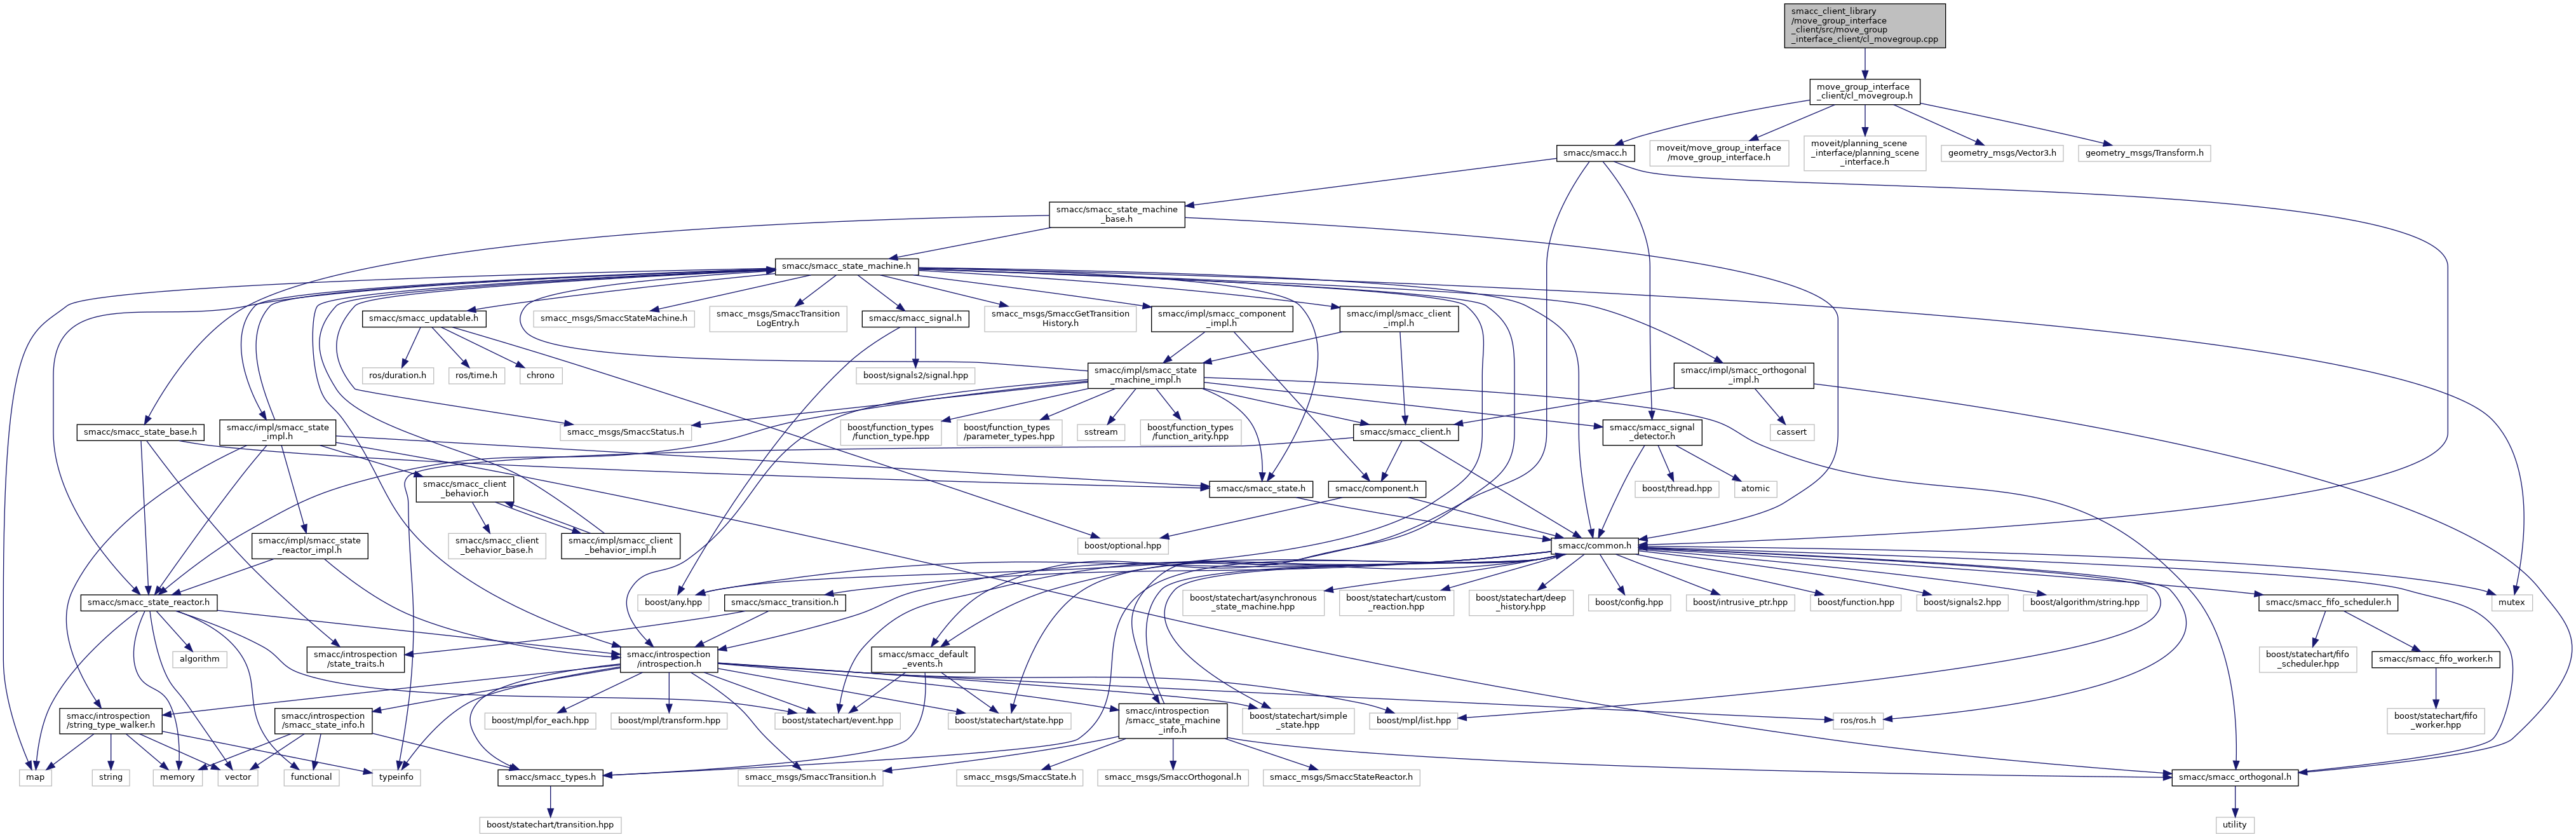 smacc_client_library
/move_group_interface
_client/src/move_group
_interface_client/cl_movegroup.cpp
move_group_interface
_client/cl_movegroup.h
smacc/smacc.h
moveit/move_group_interface
/move_group_interface.h
moveit/planning_scene
_interface/planning_scene
_interface.h
geometry_msgs/Vector3.h
geometry_msgs/Transform.h
smacc/smacc_state_machine
_base.h
smacc/smacc_state_machine.h
smacc/smacc_updatable.h
smacc_msgs/SmaccStateMachine.h
smacc_msgs/SmaccTransition
LogEntry.h
smacc/smacc_signal.h
smacc_msgs/SmaccGetTransition
History.h
smacc/impl/smacc_component
_impl.h
smacc/impl/smacc_client
_impl.h
ros/duration.h
ros/time.h
chrono
boost/signals2/signal.hpp
smacc/impl/smacc_state
_machine_impl.h
smacc/impl/smacc_orthogonal
_impl.h
smacc/smacc_state_base.h
smacc/impl/smacc_state
_impl.h
smacc_msgs/SmaccStatus.h
boost/function_types
/function_type.hpp
boost/function_types
/parameter_types.hpp
sstream
boost/function_types
/function_arity.hpp
smacc/smacc_client.h
smacc/smacc_signal
_detector.h
cassert
smacc/smacc_client
_behavior.h
smacc/smacc_state.h
smacc/component.h
boost/thread.hpp
atomic
smacc/impl/smacc_state
_reactor_impl.h
smacc/smacc_client
_behavior_base.h
smacc/impl/smacc_client
_behavior_impl.h
boost/optional.hpp
smacc/common.h
smacc/smacc_state_reactor.h
boost/any.hpp
smacc/smacc_transition.h
boost/statechart/asynchronous
_state_machine.hpp
boost/statechart/custom
_reaction.hpp
boost/statechart/deep
_history.hpp
boost/config.hpp
boost/intrusive_ptr.hpp
boost/function.hpp
boost/signals2.hpp
boost/algorithm/string.hpp
smacc/smacc_fifo_scheduler.h
mutex
algorithm
smacc/introspection
/state_traits.h
smacc/introspection
/introspection.h
smacc/smacc_default
_events.h
boost/statechart/fifo
_scheduler.hpp
smacc/smacc_fifo_worker.h
smacc/introspection
/string_type_walker.h
smacc/introspection
/smacc_state_info.h
boost/mpl/for_each.hpp
boost/mpl/transform.hpp
boost/statechart/event.hpp
boost/statechart/state.hpp
smacc/introspection
/smacc_state_machine
_info.h
boost/statechart/simple
_state.hpp
boost/mpl/list.hpp
ros/ros.h
boost/statechart/fifo
_worker.hpp
map
string
memory
vector
functional
typeinfo
smacc/smacc_types.h
smacc_msgs/SmaccTransition.h
smacc_msgs/SmaccState.h
smacc_msgs/SmaccOrthogonal.h
smacc_msgs/SmaccStateReactor.h
smacc/smacc_orthogonal.h
boost/statechart/transition.hpp
utility